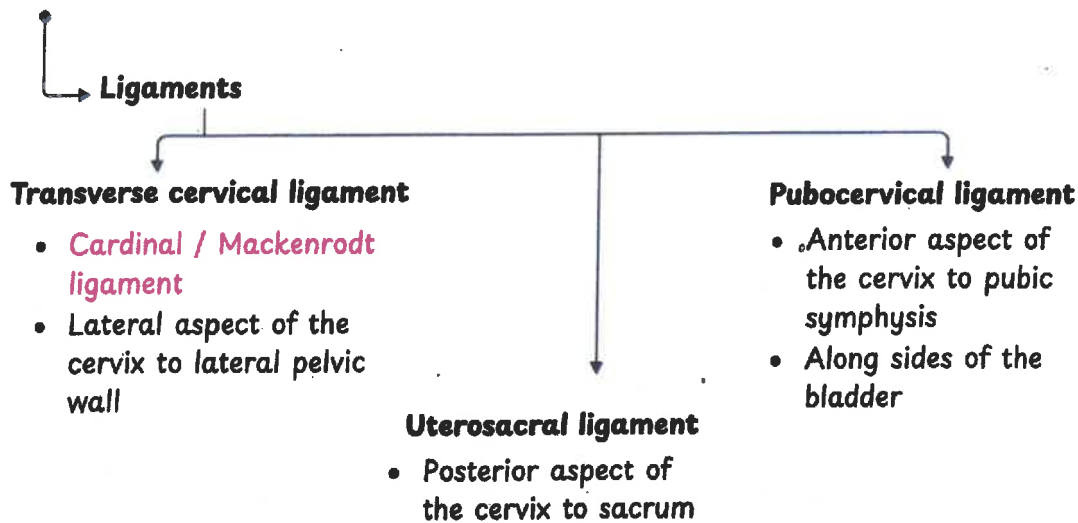 Ligaments
Transverse cervical ligament
• Cardinal / Mackenrodt
ligament
• Lateral aspect of the
cervix to lateral pelvic
wall
Uterosacral ligament
• Posterior aspect of
the cervix to sacrum
Pubocervical ligament
• Anterior aspect of
the cervix to pubic
symphysis
• Along sides of the
bladder